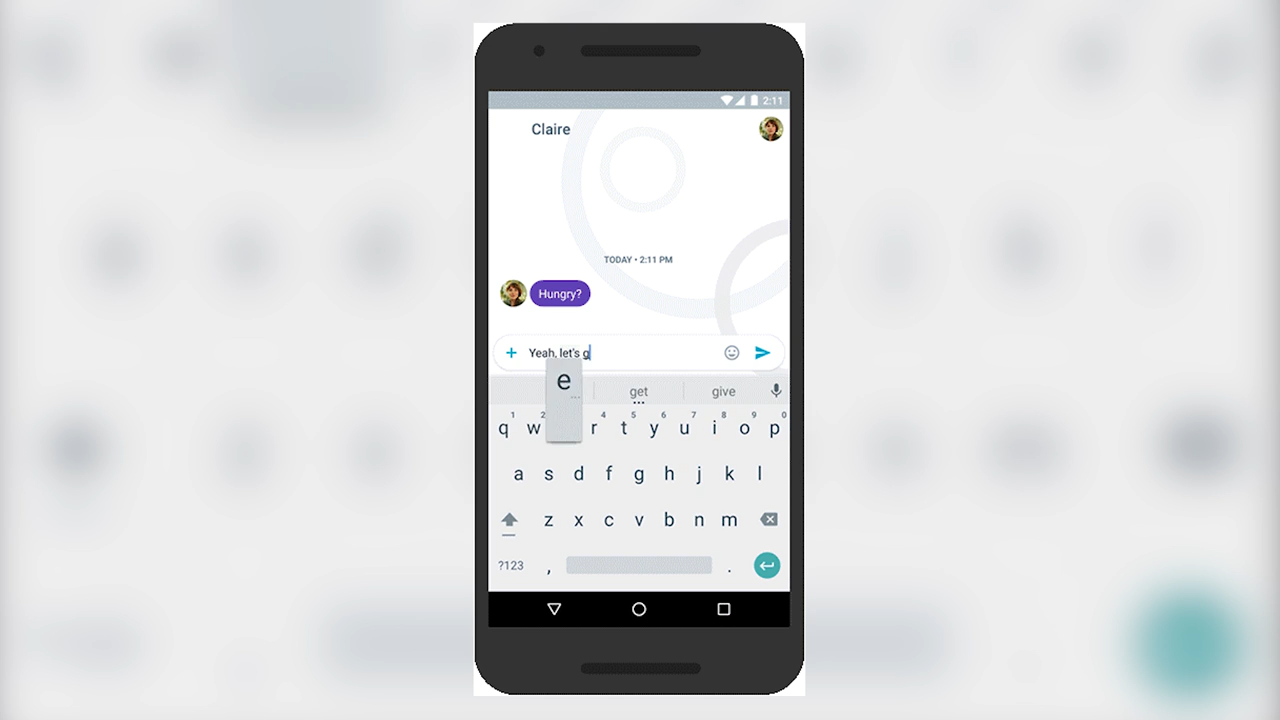 2:11
Claire
TODAY • 2:11 PM
Hungry?
Yeah, let's g
e
...
get
give
...
1 2 4 5 6 7 8 9 0
q w r t y u i o p
a s d f g h j k l
z x c v b n m
?123 , .